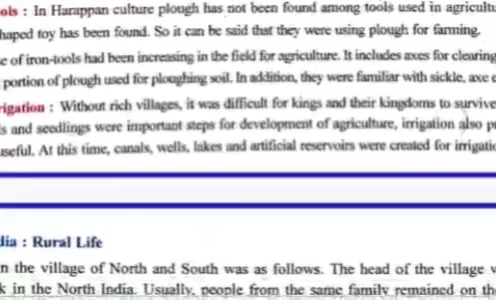 ols : In Harappan culture plough has not been found among tools used in agricultu
haped toy has been found. So it can be said that they were using plough for farming.
e of iron-tools had been increasing in the field for agriculture. It includes axes for clearing
portion of plough used for ploughing soil. In addition, they were familiar with sickle, axe
rigation : Without rich villages, it was difficult for kings and their kingdoms to survive
s and seedlings were important steps for development of agriculture, irrigation also p
useful. At this time, canals, wells, lakes and artificial reservoirs were created for irrigatio
dia : Rural Life
n the village of North and South was as follows. The head of the village
k in the North India. Usually, people from the same family remained on th